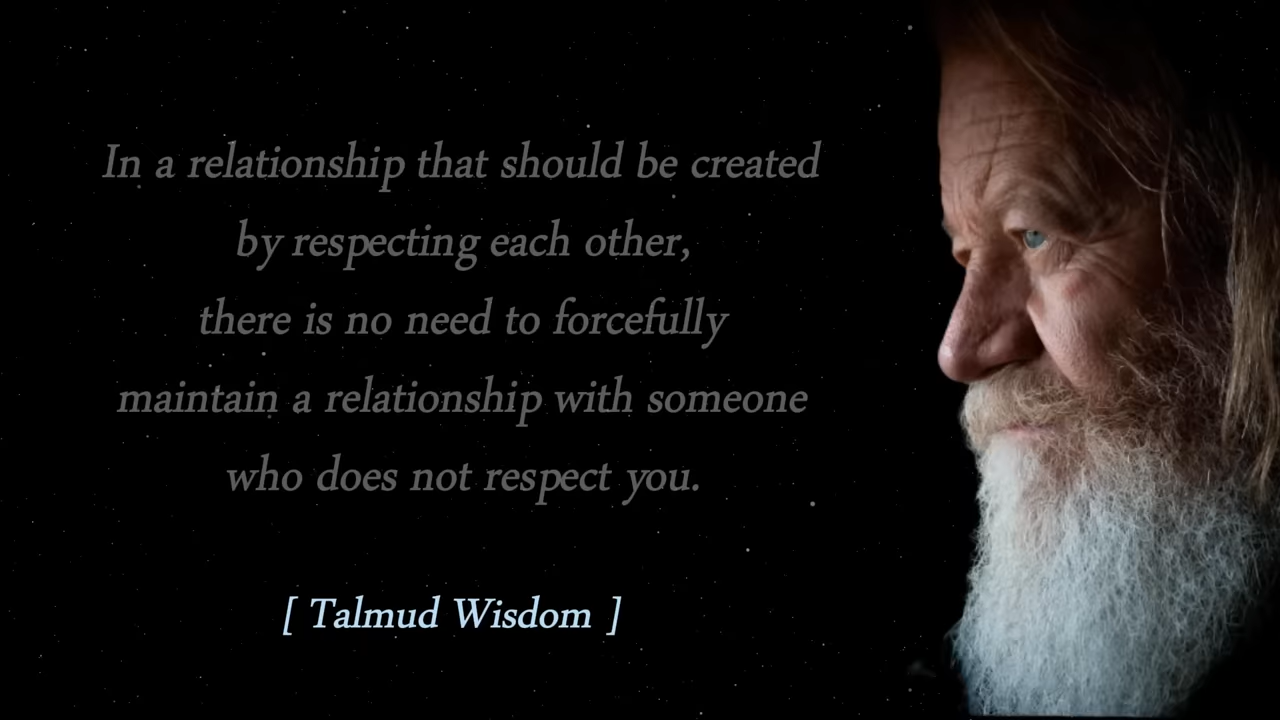 In a relationship that should be created
by respecting each other,
there is no need to forcefully
maintain a relationship with someone
who does not respect you.
[ Talmud Wisdom ]